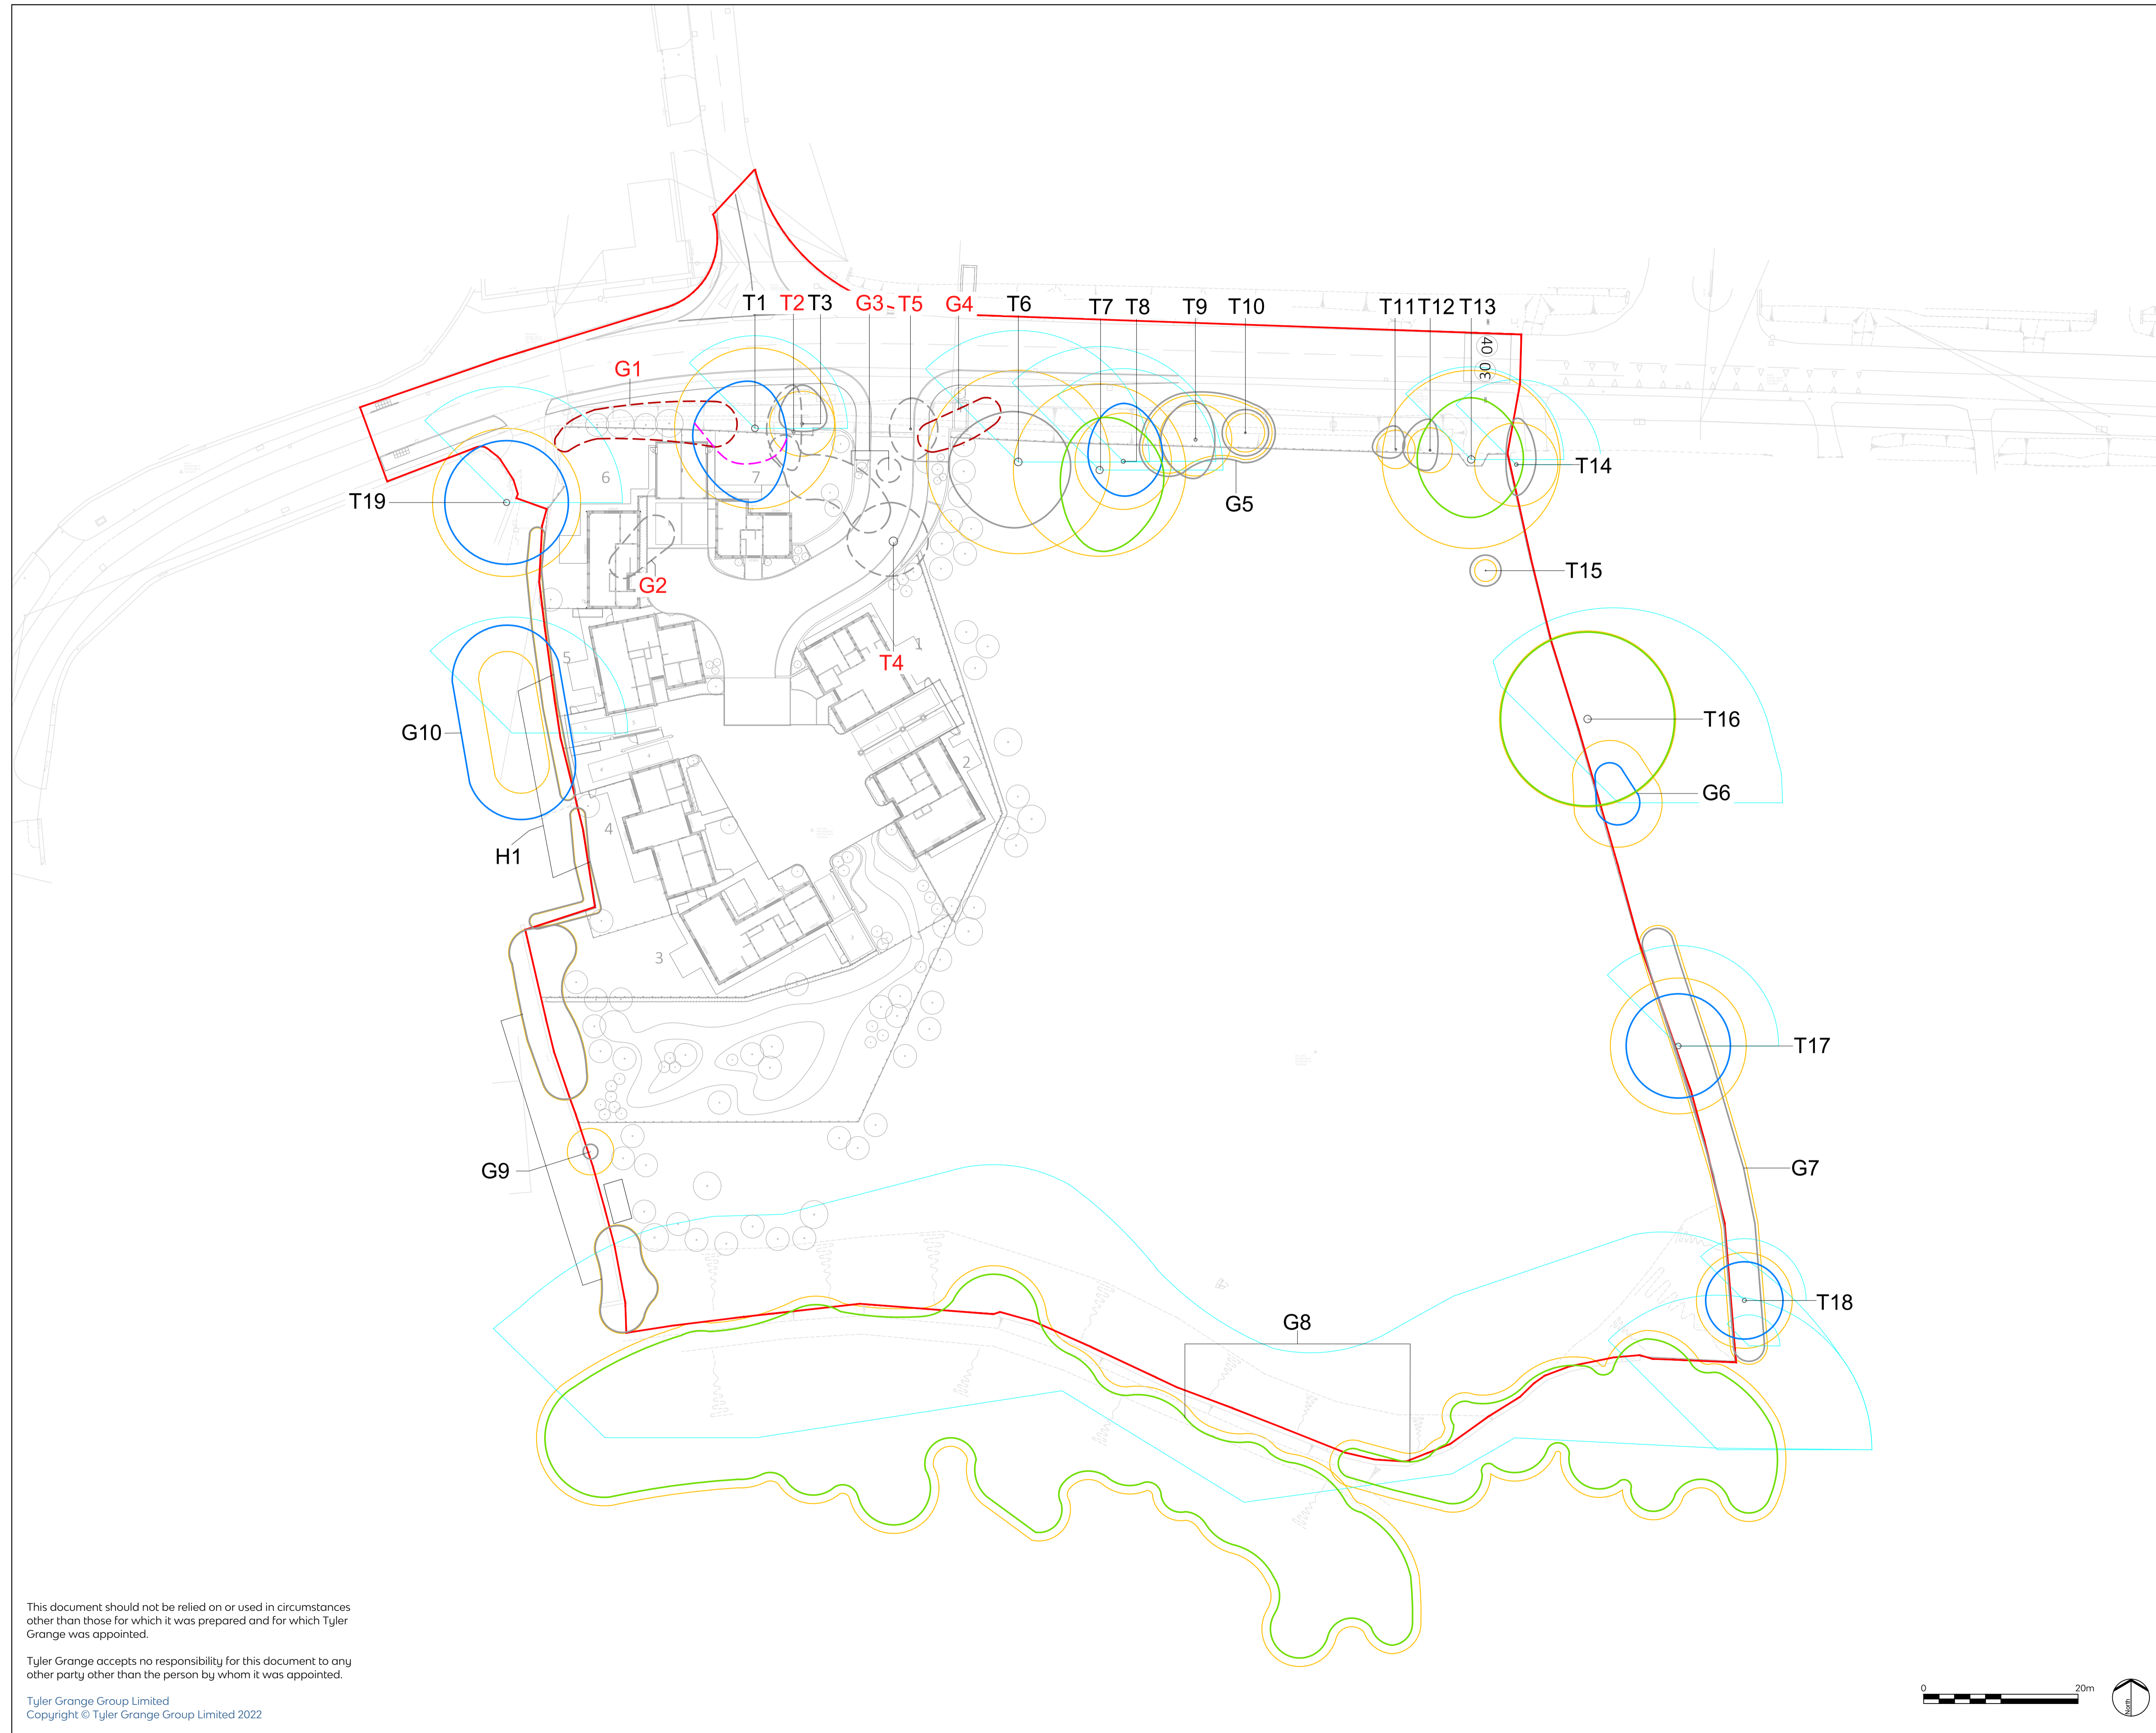 T1 T2 T3 G3 T5 G4 T6 T7 T8 T9 T10 T11 T12 T13
40
30
G1
T14
T19
6
7
G5
T15
G2
5
1
T4
T16
G10
2
G6
4
H1
3
T17
G9
G7
T18
G8
This document should not be relied on or used in circumstances
other than those for which it was prepared and for which Tyler
Grange was appointed.
Tyler Grange accepts no responsibility for this document to any
other party other than the person by whom it was appointed.
Tyler Grange Group Limited
Copyright © Tyler Grange Group Limited 2022
0 20m
North